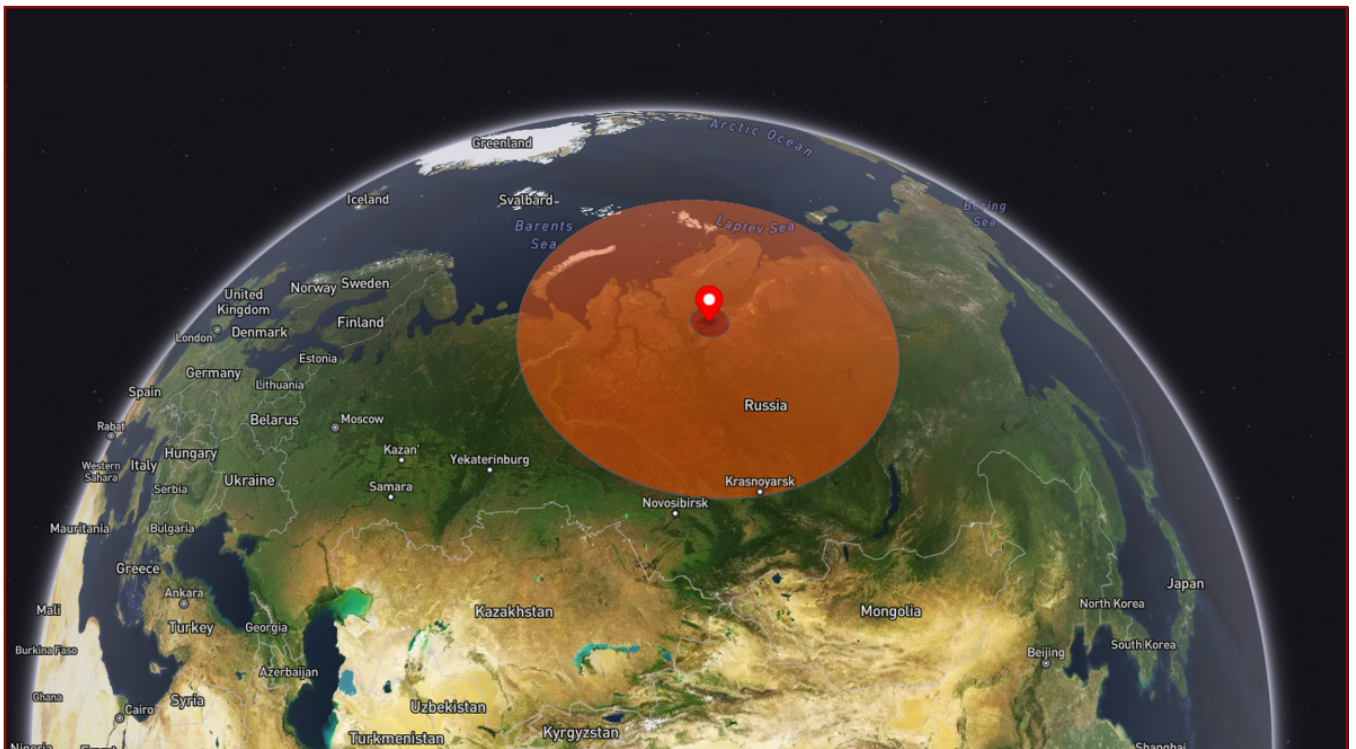 Greenland
Arctic Ocean
Iceland
Svalbard
Bering
Sea
Barents
Sea
Laptev Sea
Norway
Sweden
United
Kingdom
Finland
London
Denmark
Estonia
Germany
Lithuania
Spain
Russia
Belarus
Moscow
Rabat
Kazan'
Hungary
Yekaterinburg
Western
Sahara
Italy
Ukraine
Krasnoyarsk
Serbia
Samara
Novosibirsk
Mauritania
Bulgaria
Greece
Japan
Ankara
North Korea
Mali
Kazakhstan
Mongolia
Turkey
Georgia
South Korea
Burkina Faso
Beijing
Azerbaijan
Ghana
Syria
Cairo
Uzbekistan
Kyrgyzstan
Turkmenistan
Nigeria
Egypt
Shanghai